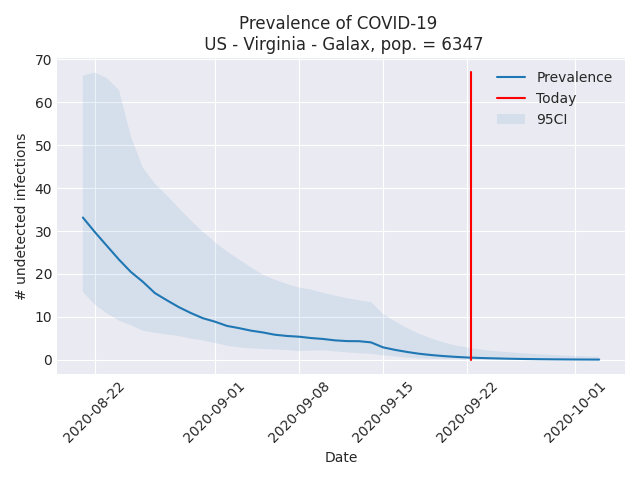 Prevalence of COVID-19
US - Virginia - Galax, pop. = 6347
70
60
50
40
30
20
10
0
# undetected infections
Prevalence
Today
95CI
2020-08-22
2020-09-01
2020-09-08
2020-09-15
2020-09-22
2020-10-01
Date